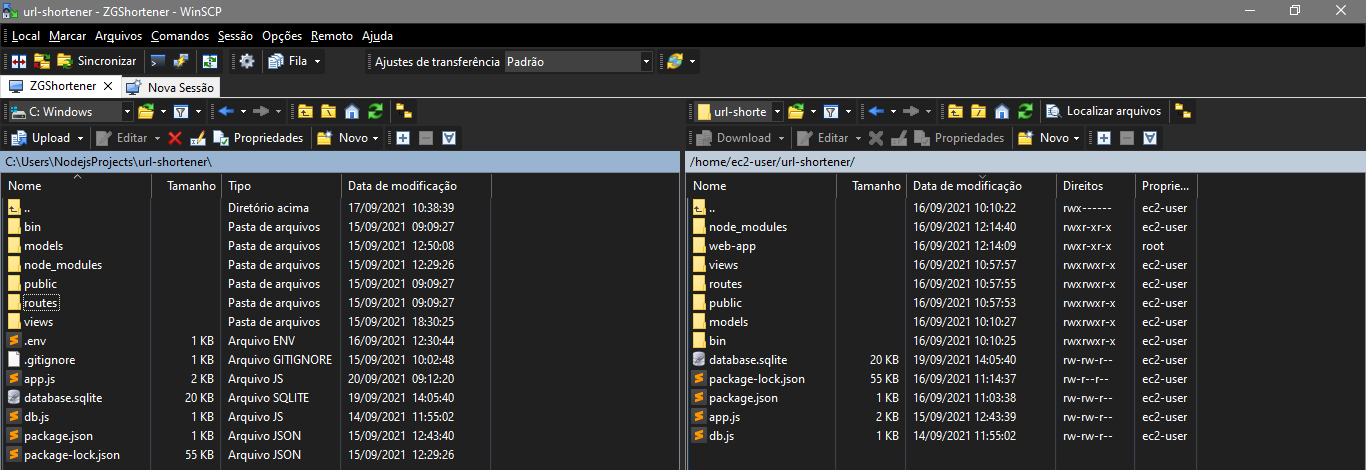 url-shortener - ZGShortener - WinSCP
Local Marcar Arquivos Comandos Sessão Opções Remoto Ajuda
Sincronizar Fila Ajustes de transferência Padrão
ZGShortener Nova Sessão
C: Windows url-shorte Localizar arquivos
Upload Editar Propriedades Novo Download Editar Propriedades Novo
C:\Users\NodejsProjects\url-shortener\ /home/ec2-user/url-shortener/
Nome Tamanho Tipo Data de modificação Nome Tamanho Data de modificação Direitos Proprie...
.. Diretório acima 17/09/2021 10:38:39 .. 16/09/2021 10:10:22 rwx------ ec2-user
bin Pasta de arquivos 15/09/2021 09:09:27 node_modules 16/09/2021 12:14:40 rwxr-xr-x ec2-user
models Pasta de arquivos 15/09/2021 12:50:08 web-app 16/09/2021 12:14:09 rwxr-xr-x root
node_modules Pasta de arquivos 15/09/2021 12:29:26 views 16/09/2021 10:57:57 rwxrwxr-x ec2-user
public Pasta de arquivos 15/09/2021 09:09:27 routes 16/09/2021 10:57:55 rwxrwxr-x ec2-user
routes Pasta de arquivos 15/09/2021 09:09:27 public 16/09/2021 10:57:53 rwxrwxr-x ec2-user
views Pasta de arquivos 15/09/2021 18:30:25 models 16/09/2021 10:10:27 rwxrwxr-x ec2-user
.env 1 KB Arquivo ENV 16/09/2021 12:30:44 bin 16/09/2021 10:10:25 rwxrwxr-x ec2-user
.gitignore 1 KB Arquivo GITIGNORE 15/09/2021 10:02:48 database.sqlite 20 KB 19/09/2021 14:05:40 rw-rw-r-- ec2-user
app.js 2 KB Arquivo JS 20/09/2021 09:12:20 package-lock.json 55 KB 16/09/2021 11:14:37 rw-r--r-- ec2-user
database.sqlite 20 KB Arquivo SQLITE 19/09/2021 14:05:40 package.json 1 KB 16/09/2021 11:03:38 rw-rw-r-- ec2-user
db.js 1 KB Arquivo JS 14/09/2021 11:55:02 app.js 2 KB 15/09/2021 12:43:39 rw-rw-r-- ec2-user
package.json 1 KB Arquivo JSON 15/09/2021 12:43:40 db.js 1 KB 14/09/2021 11:55:02 rw-rw-r-- ec2-user
package-lock.json 55 KB Arquivo JSON 15/09/2021 12:29:26